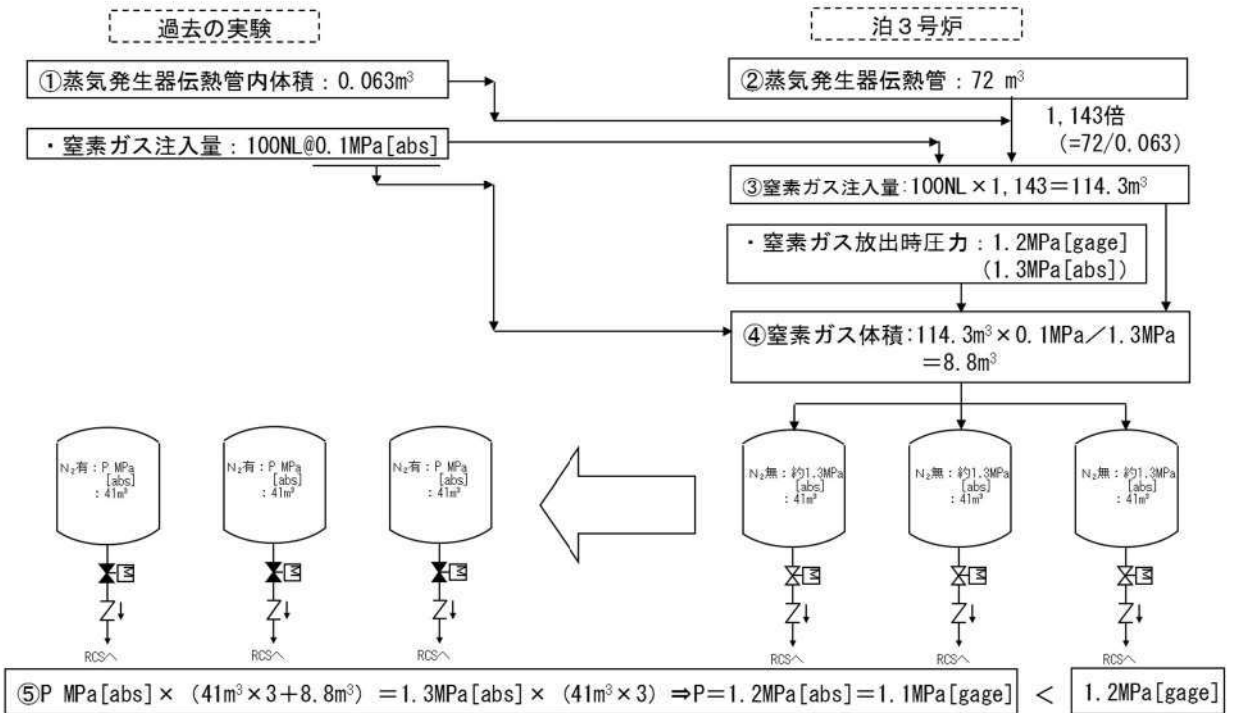 過去の実験
泊3号炉
①蒸気発生器伝熱管内体積：0.063m³
②蒸気発生器伝熱管：72 m³
1,143倍
(=72/0.063)
・窒素ガス注入量：100NL@0.1MPa[abs]
③窒素ガス注入量：100NL×1,143＝114.3m³
・窒素ガス放出時圧力：1.2MPa[gage]
(1.3MPa[abs])
④窒素ガス体積：114.3m³×0.1MPa／1.3MPa
＝8.8m³
N₂有：P MPa
[abs]
：41m³
M
RCSへ
N₂有：P MPa
[abs]
：41m³
M
RCSへ
N₂有：P MPa
[abs]
：41m³
M
RCSへ
N₂無：約1.3MPa
[abs]
：41m³
M
RCSへ
N₂無：約1.3MPa
[abs]
：41m³
M
RCSへ
N₂無：約1.3MPa
[abs]
：41m³
M
RCSへ
⑤P MPa[abs]×（41m³×3＋8.8m³）＝1.3MPa[abs]×（41m³×3）⇒P＝1.2MPa[abs]＝1.1MPa[gage] ＜ 1.2MPa[gage]